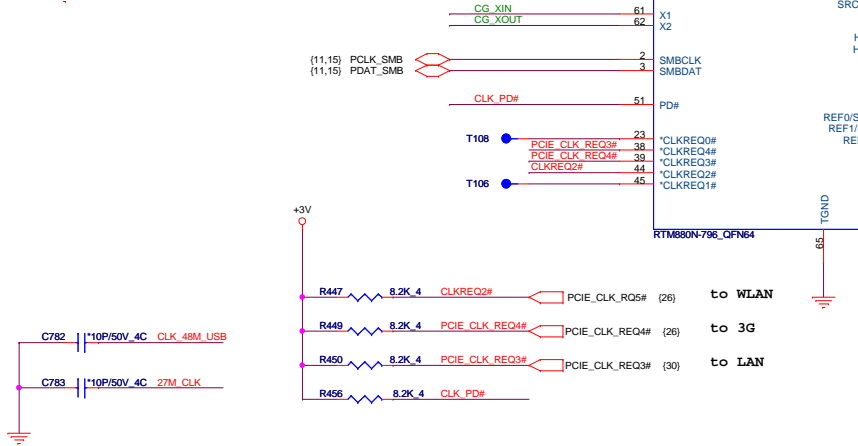 SRC
CG_XIN 61 X1
CG_XOUT 62 X2
{11,15} PCLK_SMB 2 SMBCLK
{11,15} PDAT_SMB 3 SMBDAT
CLK_PD# 51 PD#
REF0/S
REF1/
T108 23 *CLKREQ0#
PCIE_CLK_REQ3# 38 *CLKREQ4#
PCIE_CLK_REQ4# 39 *CLKREQ3#
CLKREQ2# 44 *CLKREQ2#
T106 45 *CLKREQ1#
TGND
65
RTM880N-796_QFN64
+3V
R447 8.2K_4 CLKREQ2# PCIE_CLK_RQ5# {26} to WLAN
R449 8.2K_4 PCIE_CLK_REQ4# PCIE_CLK_REQ4# {26} to 3G
C782 *10P/50V_4C CLK_48M_USB
R450 8.2K_4 PCIE_CLK_REQ3# PCIE_CLK_REQ3# {30} to LAN
C783 *10P/50V_4C 27M_CLK
R456 8.2K_4 CLK_PD#